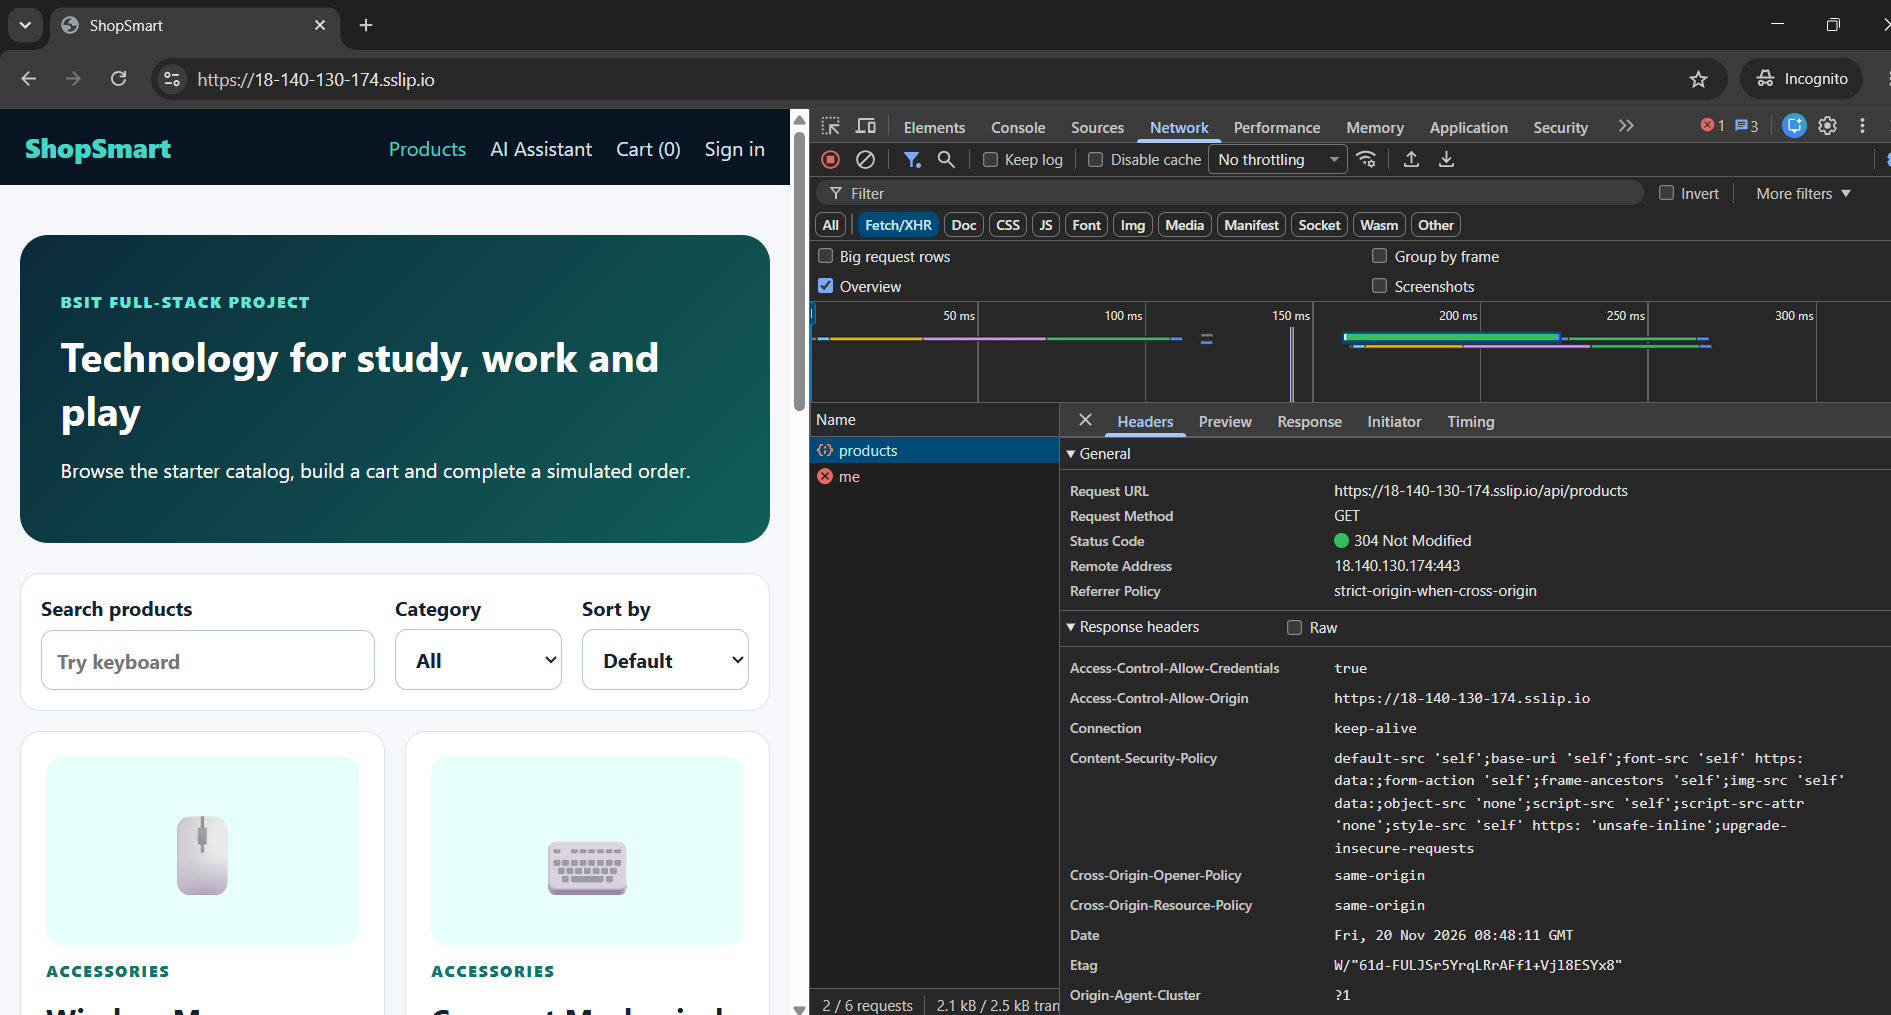 ShopSmart
https://18-140-130-174.sslip.io
Incognito
ShopSmart
Products AI Assistant Cart (0) Sign in
BSIT FULL-STACK PROJECT
Technology for study, work and
play
Browse the starter catalog, build a cart and complete a simulated order.
Search products Category Sort by
Try keyboard All Default
ACCESSORIES ACCESSORIES
Elements Console Sources Network Performance Memory Application Security 1 3
Keep log Disable cache No throttling
Filter Invert More filters
All Fetch/XHR Doc CSS JS Font Img Media Manifest Socket Wasm Other
Big request rows Group by frame
Overview Screenshots
50 ms 100 ms 150 ms 200 ms 250 ms 300 ms
Name
products
me
2 / 6 requests 2.1 kB / 2.5 kB tran
Headers Preview Response Initiator Timing
General
Request URL https://18-140-130-174.sslip.io/api/products
Request Method GET
Status Code 304 Not Modified
Remote Address 18.140.130.174:443
Referrer Policy strict-origin-when-cross-origin
Response headers Raw
Access-Control-Allow-Credentials true
Access-Control-Allow-Origin https://18-140-130-174.sslip.io
Connection keep-alive
Content-Security-Policy default-src 'self';base-uri 'self';font-src 'self' https:
data:;form-action 'self';frame-ancestors 'self';img-src 'self'
data:;object-src 'none';script-src 'self';script-src-attr
'none';style-src 'self' https: 'unsafe-inline';upgrade-
insecure-requests
Cross-Origin-Opener-Policy same-origin
Cross-Origin-Resource-Policy same-origin
Date Fri, 20 Nov 2026 08:48:11 GMT
Etag W/"61d-FULJSr5YrqLRrAFf1+Vjl8ESYx8"
Origin-Agent-Cluster ?1